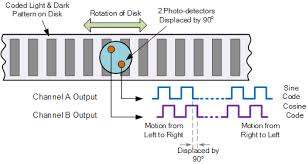 Coded Light & Dark
Pattern on Disk
Rotation of Disk
2 Photo-detectors
Displaced by 90°
Channel A Output
Channel B Output
Sine
Code
Cosine
Code
Motion from
Left to Right
Motion from
Right to Left
Displaced by
90°